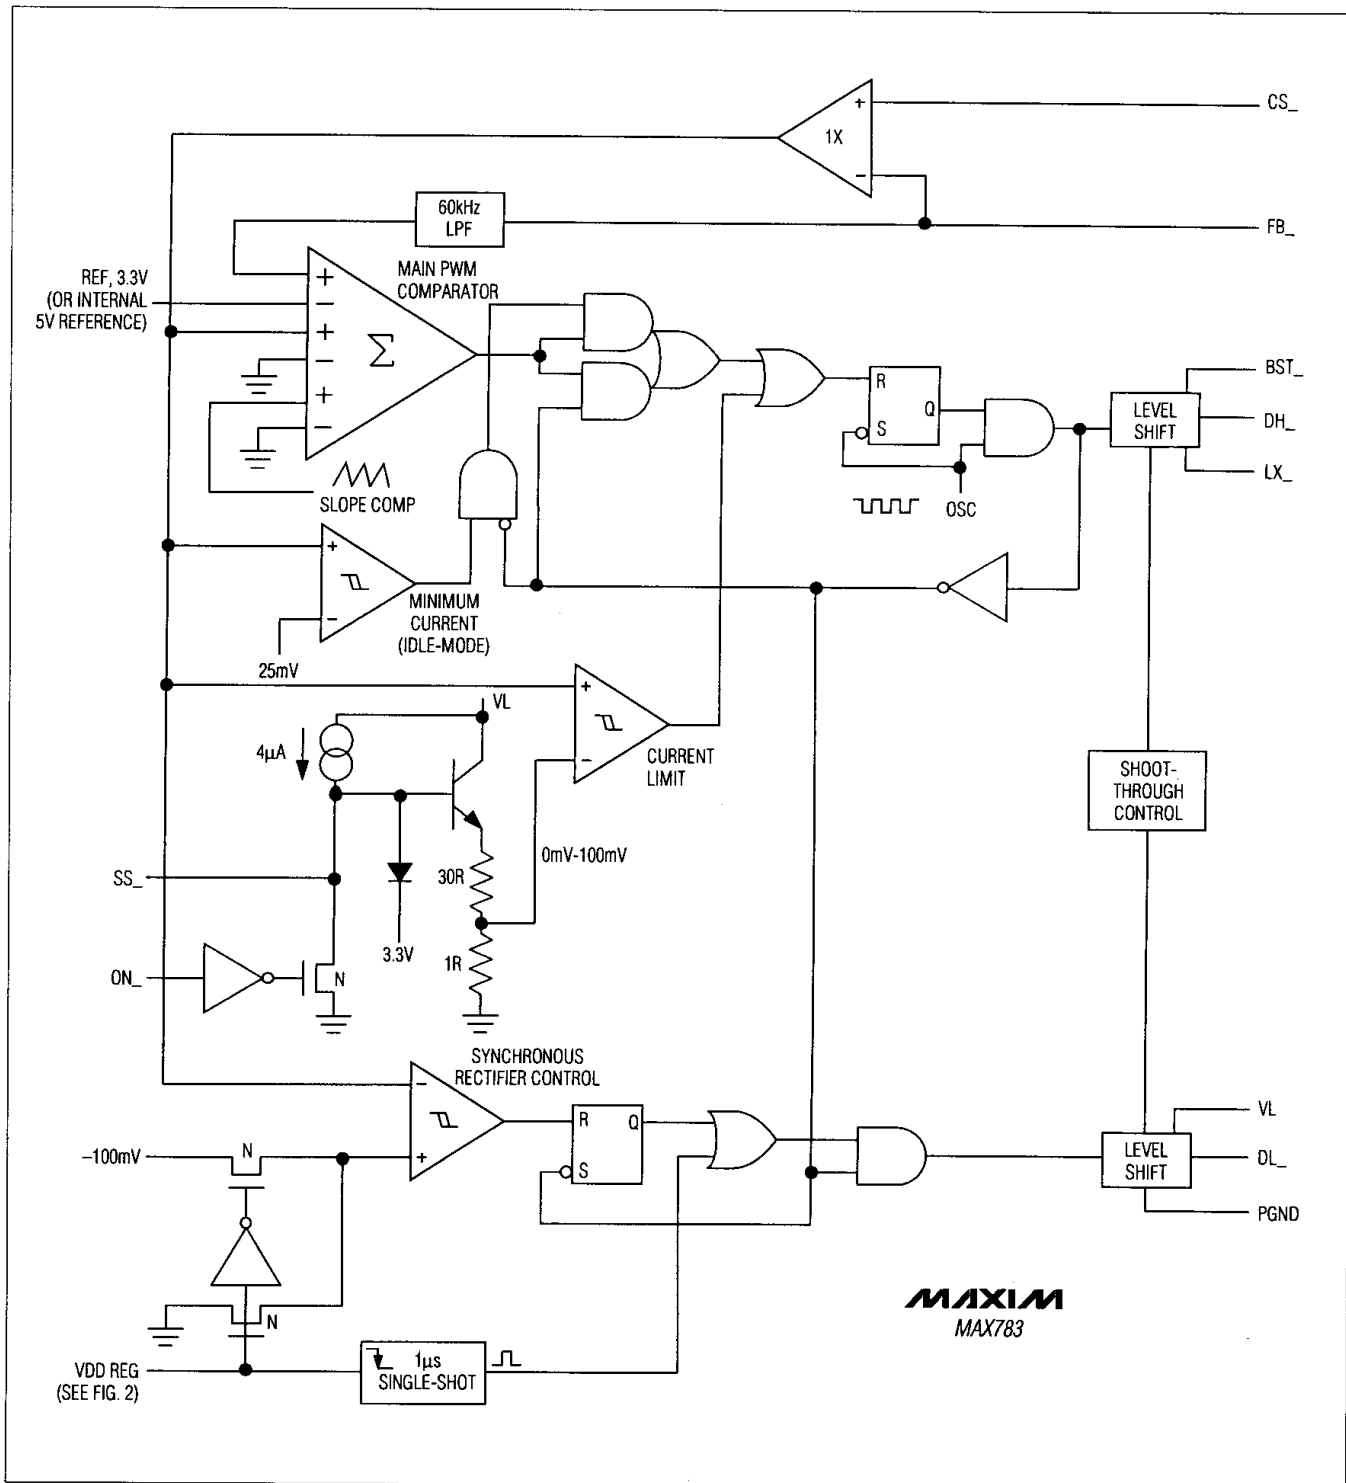 CS_
+
1X
−
60kHz
LPF
FB_
MAIN PWM
COMPARATOR
REF, 3.3V
(OR INTERNAL
5V REFERENCE)
+
−
+
−
+
−
Σ
SLOPE COMP
R
Q
S
OSC
BST_
LEVEL
SHIFT
DH_
LX_
+
−
MINIMUM
CURRENT
(IDLE-MODE)
25mV
VL
4µA
+
−
CURRENT
LIMIT
SHOOT-
THROUGH
CONTROL
0mV-100mV
30R
SS_
3.3V
1R
ON_
N
SYNCHRONOUS
RECTIFIER CONTROL
−
+
R
Q
S
–100mV
N
VL
LEVEL
SHIFT
DL_
PGND
N
VDD REG
(SEE FIG. 2)
1µs
SINGLE-SHOT
MAXIM
MAX783